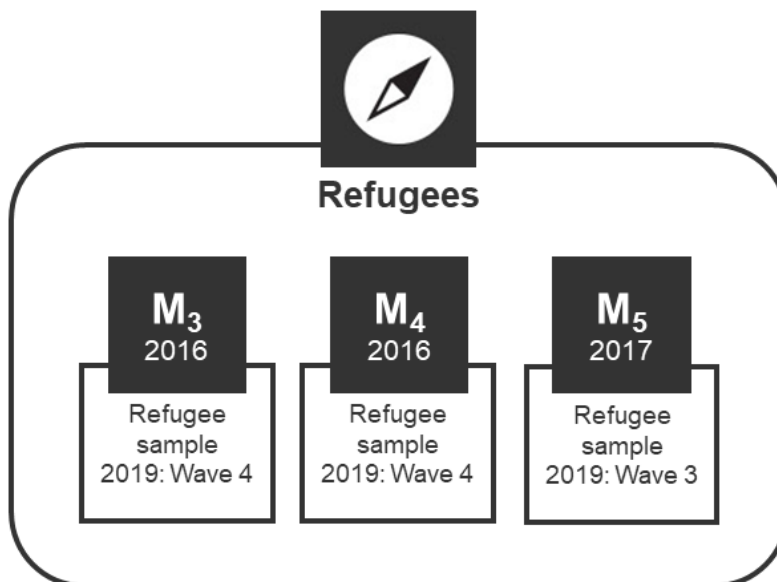 Refugees
M₃
2016
Refugee
sample
2019: Wave 4
M₄
2016
Refugee
sample
2019: Wave 4
M₅
2017
Refugee
sample
2019: Wave 3